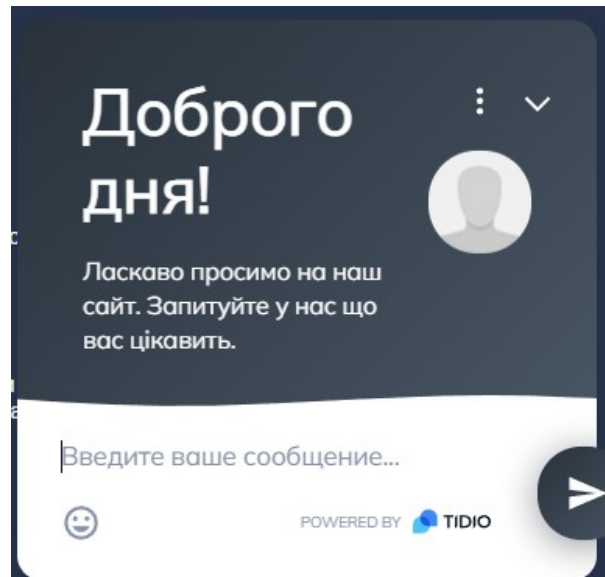 Доброго
дня!
Ласкаво просимо на наш
сайт. Запитуйте у нас що
вас цікавить.
Введите ваше сообщение...
POWERED BY TIDIO